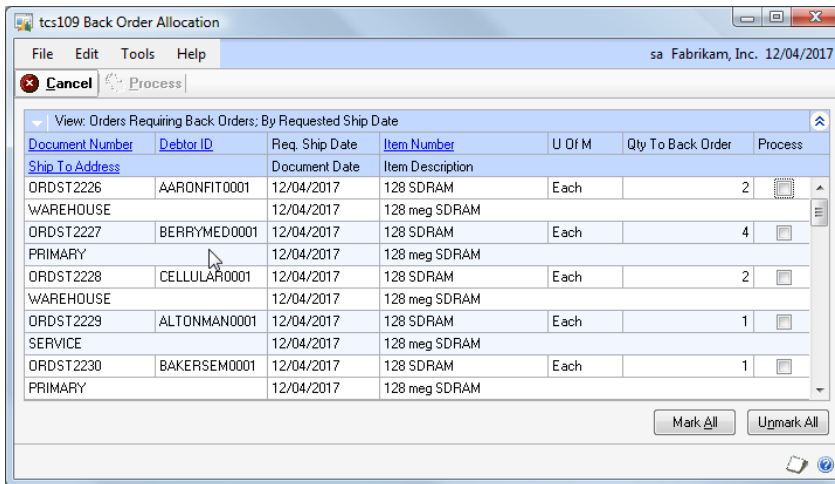 tcs109 Back Order Allocation
File Edit Tools Help sa Fabrikam, Inc. 12/04/2017
Cancel Process
View: Orders Requiring Back Orders; By Requested Ship Date
Document Number Debtor ID Req. Ship Date Item Number U Of M Qty To Back Order Process
Ship To Address Document Date Item Description
ORDST2226 AARONFIT0001 12/04/2017 128 SDRAM Each 2
WAREHOUSE 12/04/2017 128 meg SDRAM
ORDST2227 BERRYMED0001 12/04/2017 128 SDRAM Each 4
PRIMARY 12/04/2017 128 meg SDRAM
ORDST2228 CELLULAR0001 12/04/2017 128 SDRAM Each 2
WAREHOUSE 12/04/2017 128 meg SDRAM
ORDST2229 ALTONMAN0001 12/04/2017 128 SDRAM Each 1
SERVICE 12/04/2017 128 meg SDRAM
ORDST2230 BAKERSEM0001 12/04/2017 128 SDRAM Each 1
PRIMARY 12/04/2017 128 meg SDRAM
Mark All Unmark All